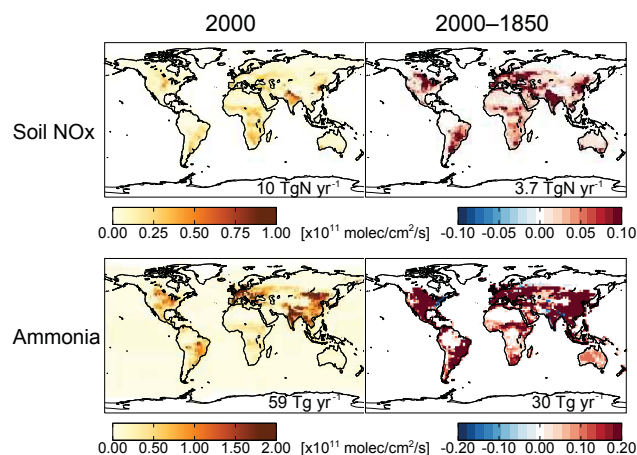 2000 2000–1850
Soil NOx
10 TgN yr-1 3.7 TgN yr-1
0.00 0.25 0.50 0.75 1.00 [x10¹¹ molec/cm²/s] -0.10 -0.05 0.00 0.05 0.10
Ammonia
59 Tg yr-1 30 Tg yr-1
0.00 0.50 1.00 1.50 2.00 [x10¹¹ molec/cm²/s] -0.20 -0.10 0.00 0.10 0.20